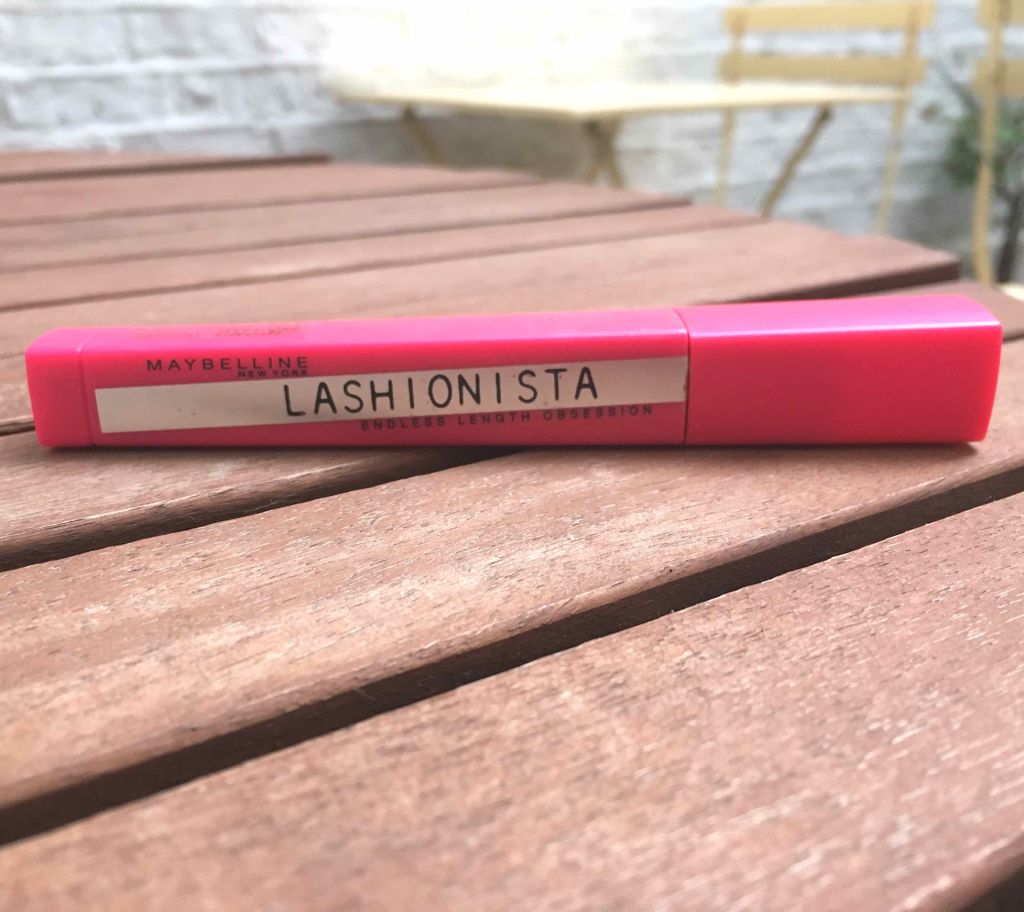 MAYBELLINE
NEW YORK
LASHIONISTA
ENDLESS LENGTH OBSESSION